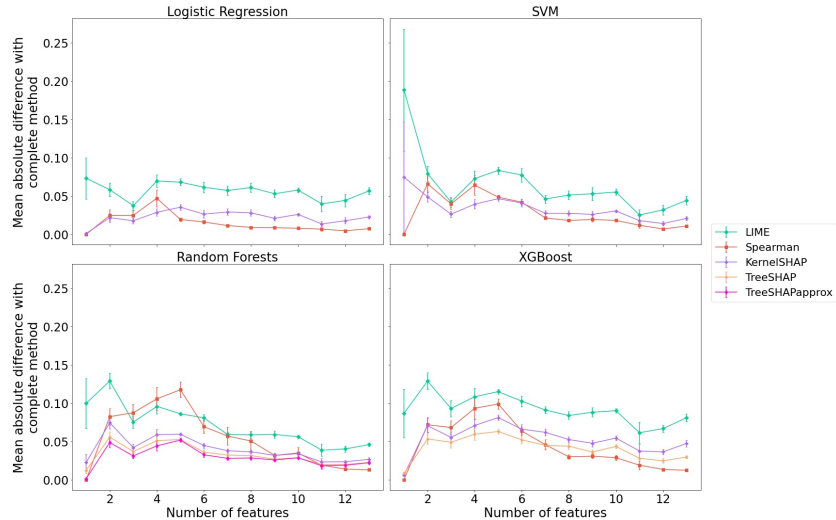 Logistic Regression
SVM
Mean absolute difference with
complete method
0.25
0.20
0.15
0.10
0.05
0.00
Random Forests
XGBoost
Mean absolute difference with
complete method
0.25
0.20
0.15
0.10
0.05
0.00
2 4 6 8 10 12
2 4 6 8 10 12
Number of features
Number of features
LIME
Spearman
KernelSHAP
TreeSHAP
TreeSHAPapprox